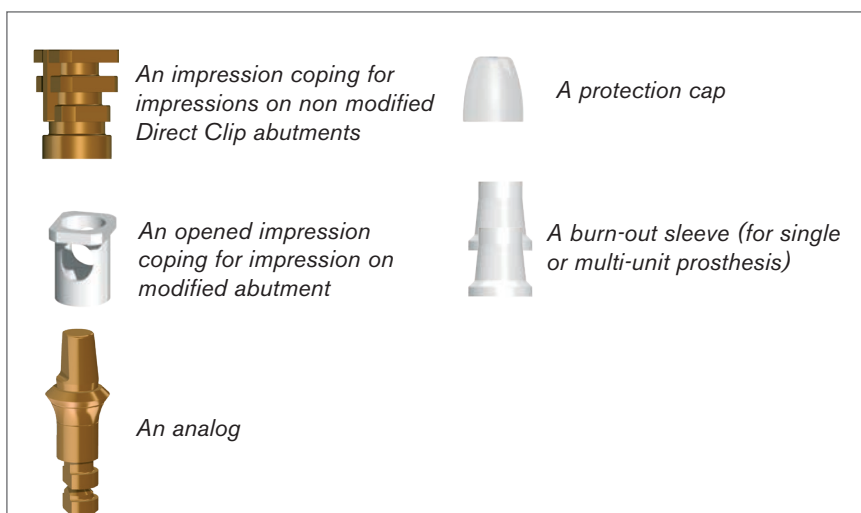 An impression coping for
impressions on non modified
Direct Clip abutments
A protection cap
An opened impression
coping for impression on
modified abutment
A burn-out sleeve (for single
or multi-unit prosthesis)
An analog